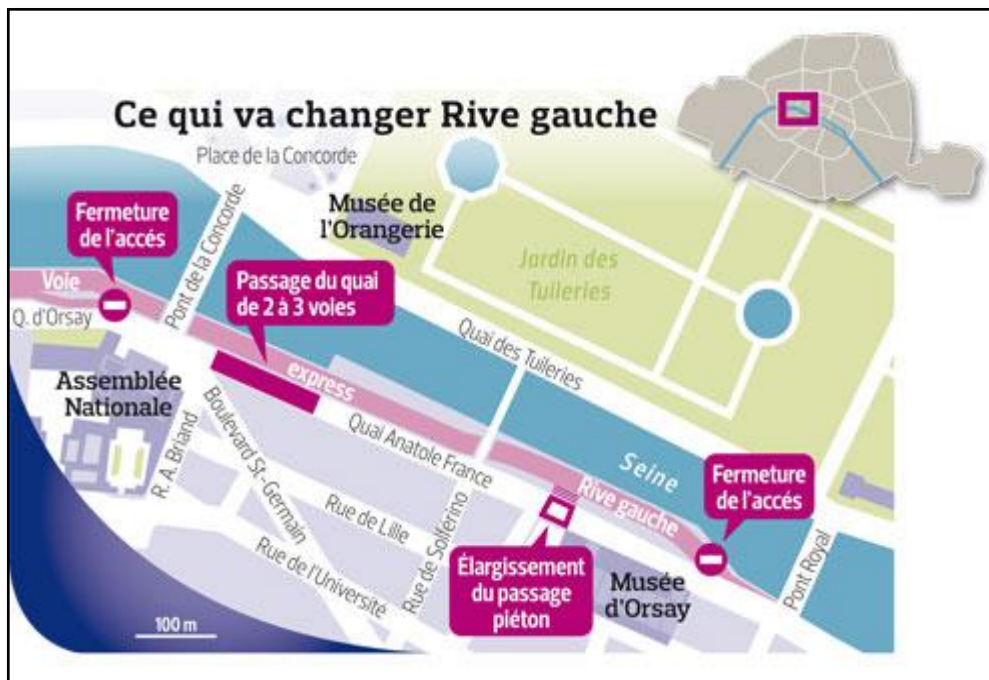 Ce qui va changer Rive gauche
Place de la Concorde
Fermeture
de l'accés
Pont de la Concorde
Musée de
l'Orangerie
Jardin des
Tuileries
Voie
Q. d'Orsay
Passage du quai
de 2 à 3 voies
Quai des Tuileries
express
Assemblée
Nationale
Quai Anatole France
Seine
Fermeture
de l'accés
Rive gauche
R. A. Briand
Boulevard St-Germain
Rue de Lille
Rue de Solferino
Rue de l'Université
Élargissement
du passage
piéton
Musée
d'Orsay
Pont Royal
100 m